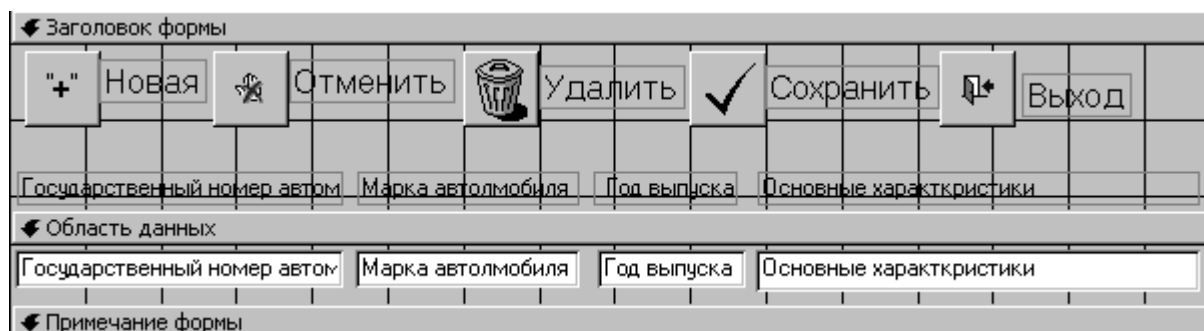 Заголовок формы
"+" Новая Отменить Удалить Сохранить Выход
Государственный номер автом Марка автолмобиля Год выпуска Основные характкристики
Область данных
Государственный номер автом Марка автолмобиля Год выпуска Основные характкристики
Примечание формы